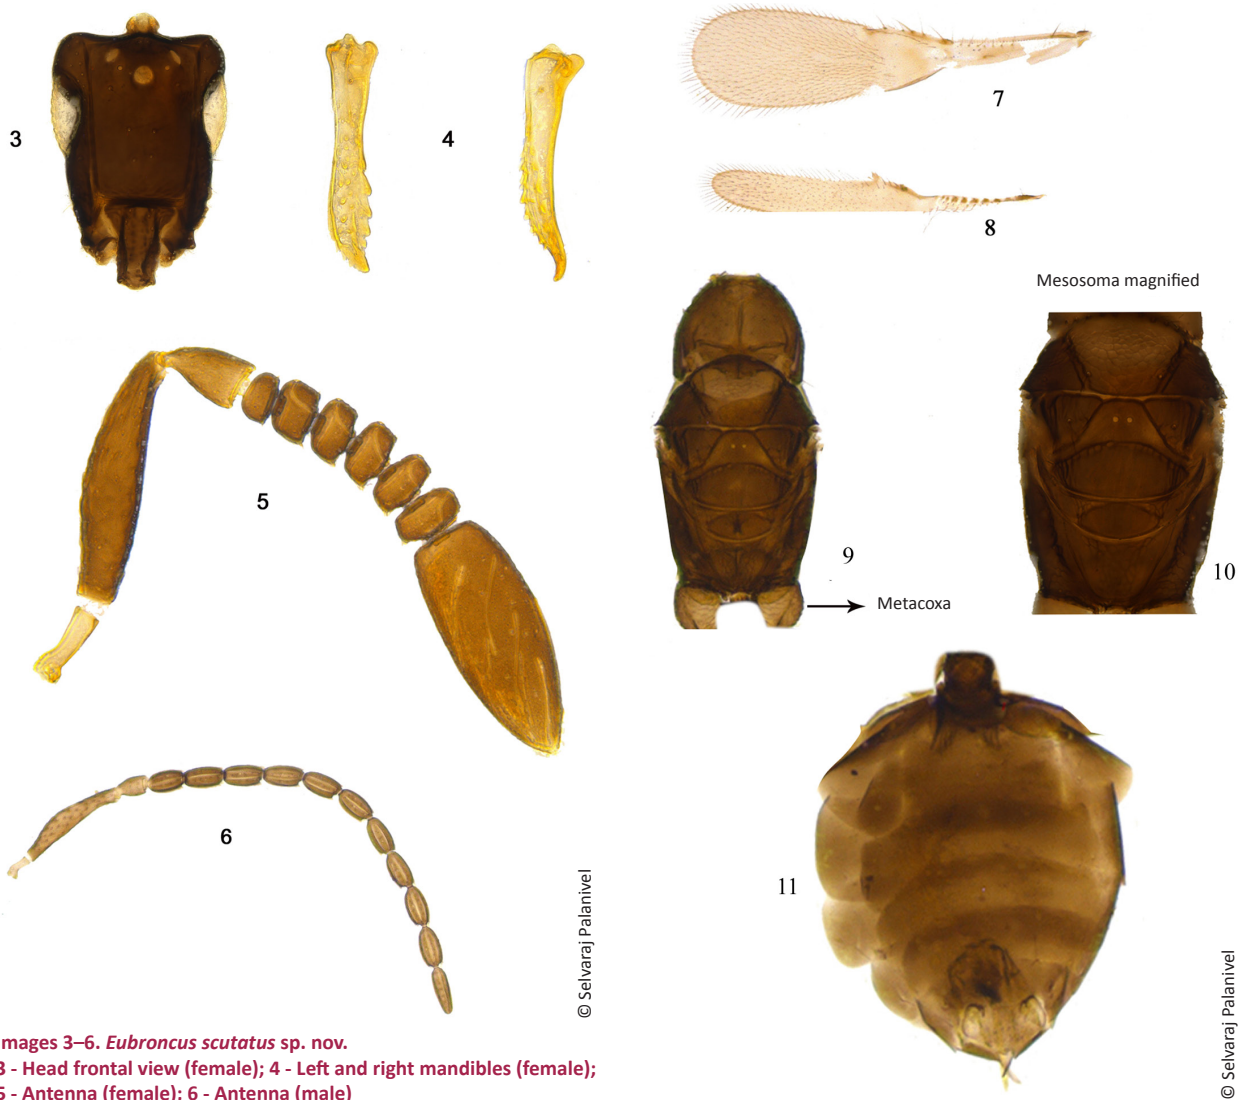 3
4
5
6
© Selvaraj Palanivel
mages 3–6. Eubroncus scutatus sp. nov.
3 - Head frontal view (female); 4 - Left and right mandibles (female);
5 - Antenna (female); 6 - Antenna (male)
7
8
Mesosoma magnified
9
10
Metacoxa
11
© Selvaraj Palanivel